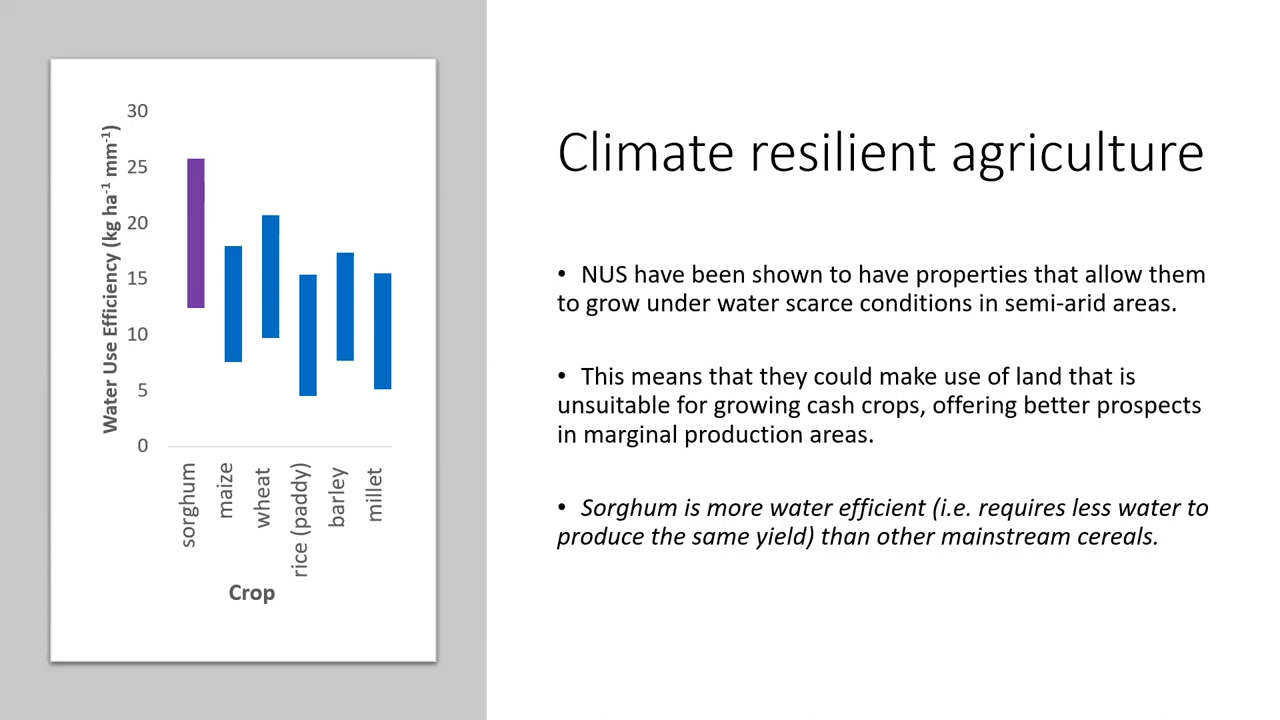 Climate resilient agriculture
30
25
20
15
10
5
0
Water Use Efficiency (kg ha⁻¹ mm⁻¹)
sorghum
maize
wheat
rice (paddy)
barley
millet
Crop
• NUS have been shown to have properties that allow them
to grow under water scarce conditions in semi-arid areas.
• This means that they could make use of land that is
unsuitable for growing cash crops, offering better prospects
in marginal production areas.
• Sorghum is more water efficient (i.e. requires less water to
produce the same yield) than other mainstream cereals.